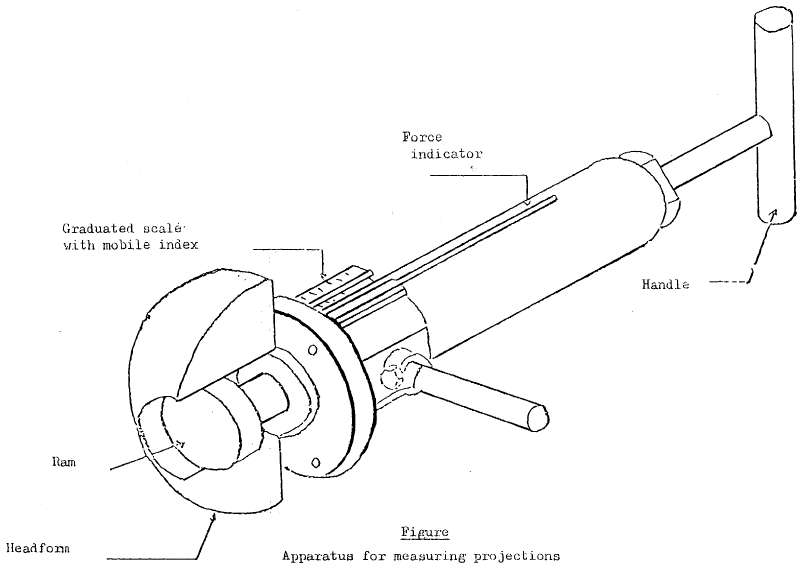 Force
indicator
Graduated scale
with mobile index
Handle
Ram
Headform
Figure
Apparatus for measuring projections